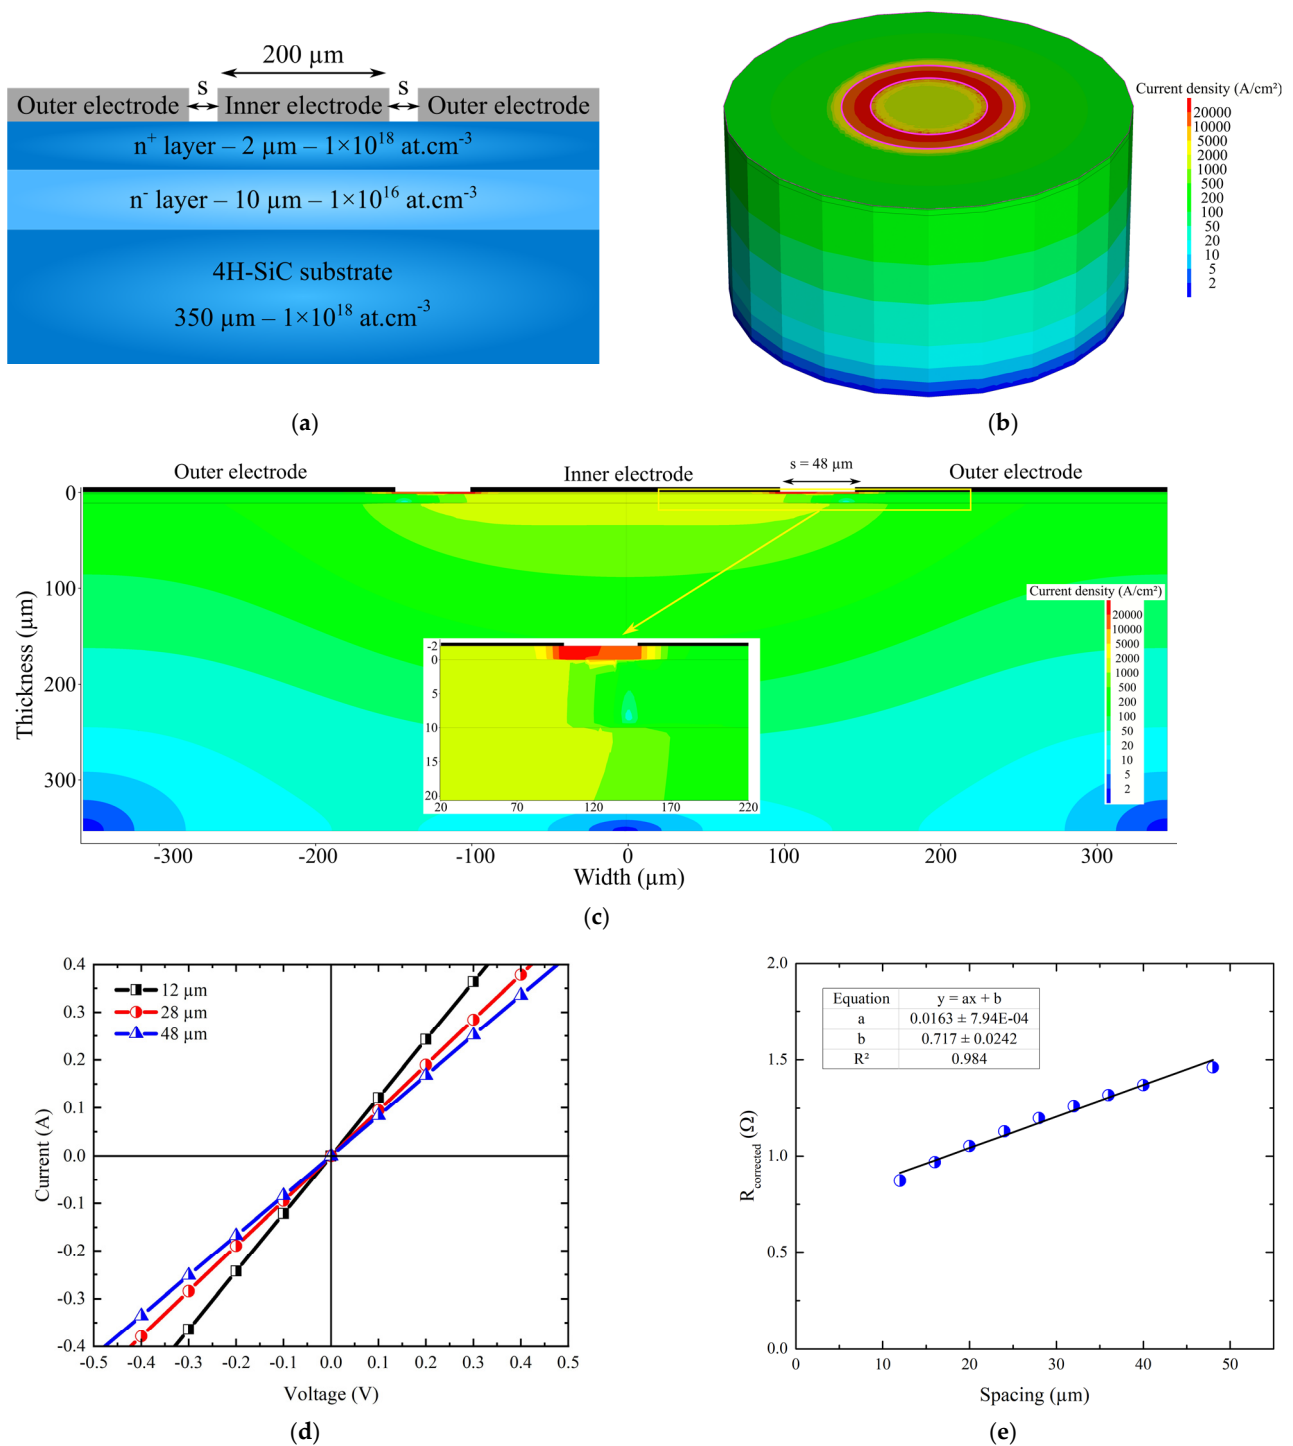 200 µm
s
s
Outer electrode
Inner electrode
Outer electrode
n⁺ layer – 2 µm – 1×10¹⁸ at.cm⁻³
n⁻ layer – 10 µm – 1×10¹⁶ at.cm⁻³
4H-SiC substrate
350 µm – 1×10¹⁸ at.cm⁻³
(a)
Current density (A/cm²)
20000
10000
5000
2000
1000
500
200
100
50
20
10
5
2
(b)
Outer electrode
Inner electrode
s = 48 µm
Outer electrode
0
100
200
300
Thickness (µm)
Current density (A/cm²)
20000
10000
5000
2000
1000
500
200
100
50
20
10
5
2
-2
0
5
10
15
20
20 70 120 170 220
-300 -200 -100 0 100 200 300
Width (µm)
(c)
0.4
0.3
0.2
0.1
0.0
-0.1
-0.2
-0.3
-0.4
Current (A)
12 µm
28 µm
48 µm
-0.5 -0.4 -0.3 -0.2 -0.1 0.0 0.1 0.2 0.3 0.4 0.5
Voltage (V)
(d)
2.0
1.5
1.0
0.5
0.0
R corrected (Ω)
Equation y = ax + b
a 0.0163 ± 7.94E-04
b 0.717 ± 0.0242
R² 0.984
0 10 20 30 40 50
Spacing (µm)
(e)